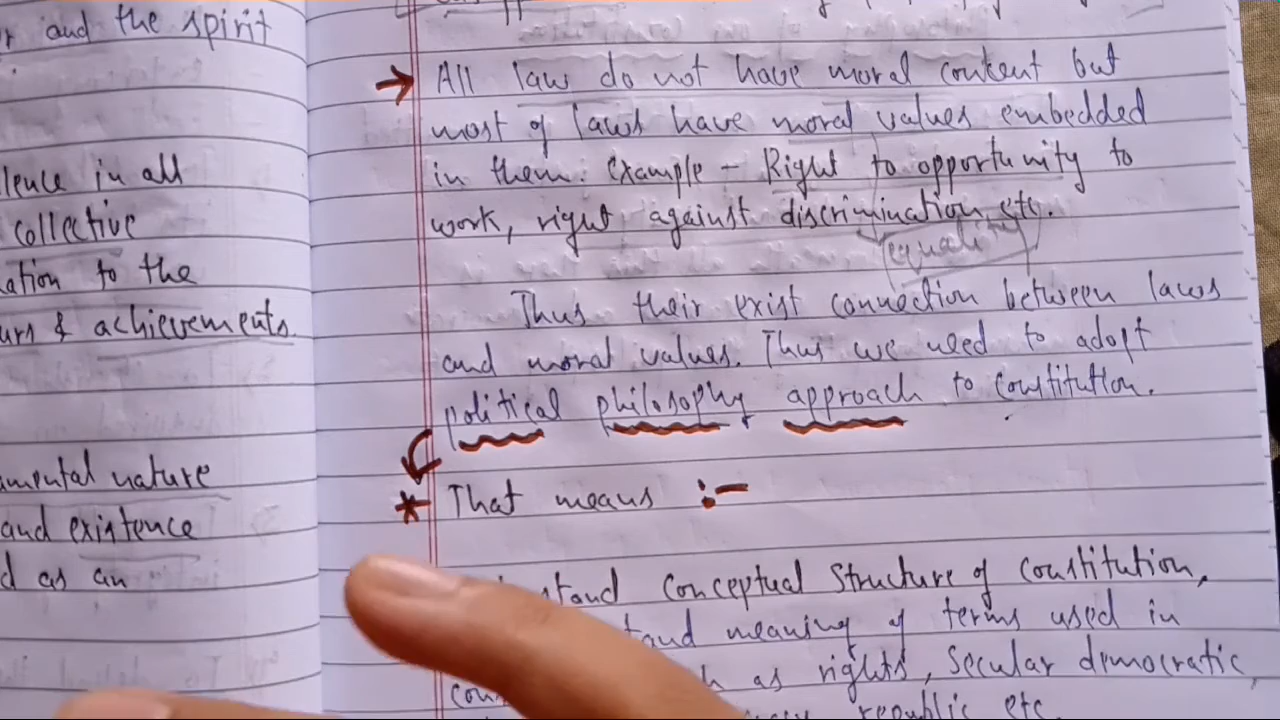 and the spirit
in all
collective
to the
& achievements.
nature
and existence
as an
→ All law do not have moral content but
most of laws have moral values embedded
in them: Example - Right to opportunity to
work, right against discrimination, etc.
equality
Thus their exist connection between laws
and moral values. Thus we need to adopt
political philosophy approach to constitution.
* That means :-
conceptual structure of constitution,
meaning of terms used in
as rights, secular democratic,
republic etc.